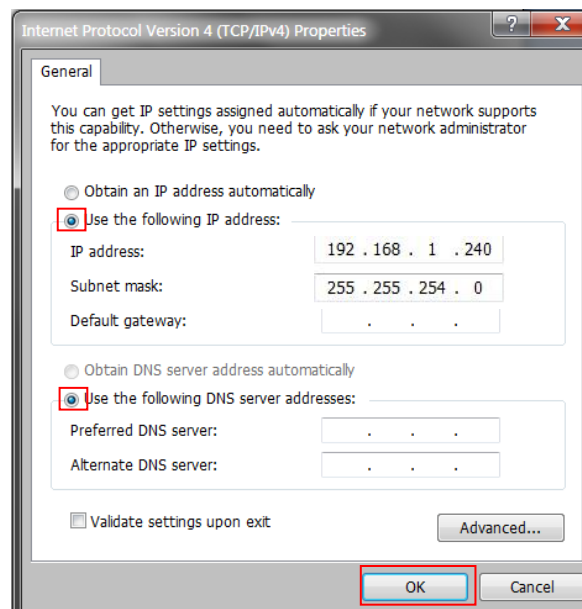 Internet Protocol Version 4 (TCP/IPv4) Properties
? X
General
You can get IP settings assigned automatically if your network supports
this capability. Otherwise, you need to ask your network administrator
for the appropriate IP settings.
Obtain an IP address automatically
Use the following IP address:
IP address: 192 . 168 . 1 . 240
Subnet mask: 255 . 255 . 254 . 0
Default gateway: . . .
Obtain DNS server address automatically
Use the following DNS server addresses:
Preferred DNS server: . . .
Alternate DNS server: . . .
Validate settings upon exit
Advanced...
OK Cancel